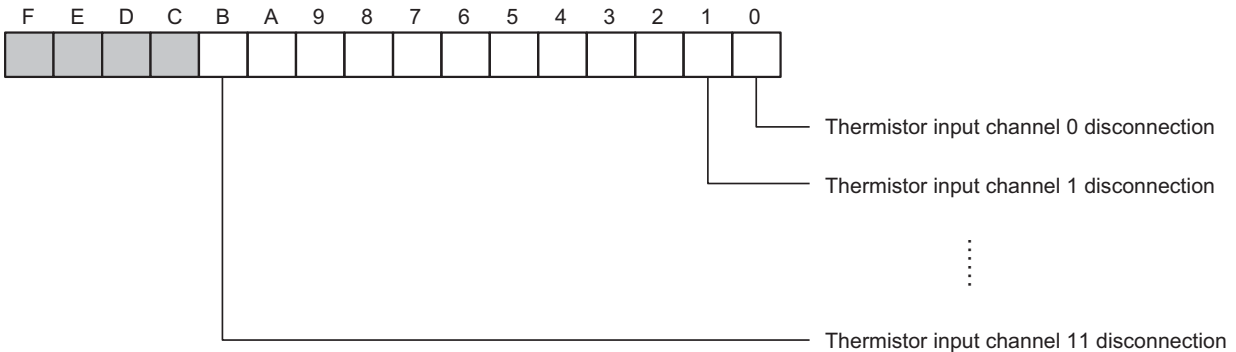 F E D C B A 9 8 7 6 5 4 3 2 1 0
Thermistor input channel 0 disconnection
Thermistor input channel 1 disconnection
Thermistor input channel 11 disconnection